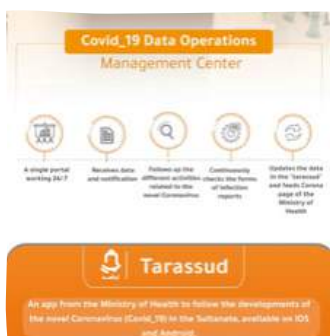 Covid_19 Data Operations
Management Center
A single portal
working 24/7
Receives data
and notification
Follows up the
different activities
related to the
novel Coronavirus
Continuously
checks the forms
of infection
reports
Updates the data
in the "tarassud"
and feeds Corona
page of the
Ministry of
Health
Tarassud
An app from the Ministry of Health to follow the developments of
the novel Coronavirus (Covid_19) in the Sultanate, available on IOS
and Android.